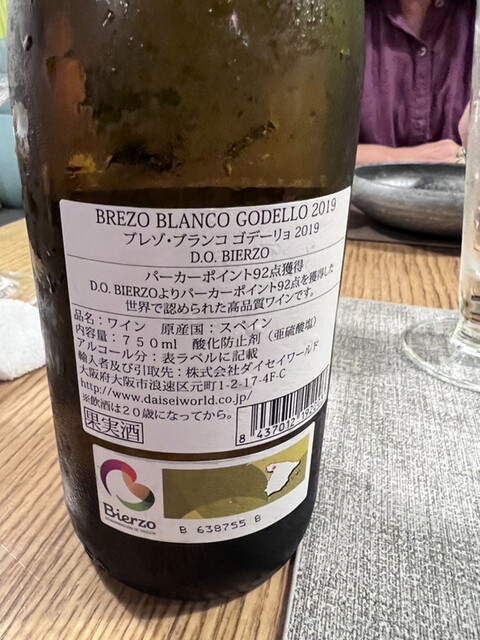 BREZO BLANCO GODELLO 2019
ブレゾ・ブランコ ゴデーリョ 2019
D.O. BIERZO
パーカーポイント92点獲得
D.O. BIERZOよりパーカーポイント92点を獲得した
世界で認められた高品質ワインです。
品名：ワイン 原産国：スペイン
内容量：750ml 酸化防止剤（亜硫酸塩）
アルコール分：表ラベルに記載
輸入者及び引取先：株式会社ダイセイワールド
大阪府大阪市浪速区元町1-2-17-4F-C
http://www.daiseiworld.co.jp/
※飲酒は20歳になってから。
果実酒
8 437012
Bierzo
B 638755 B